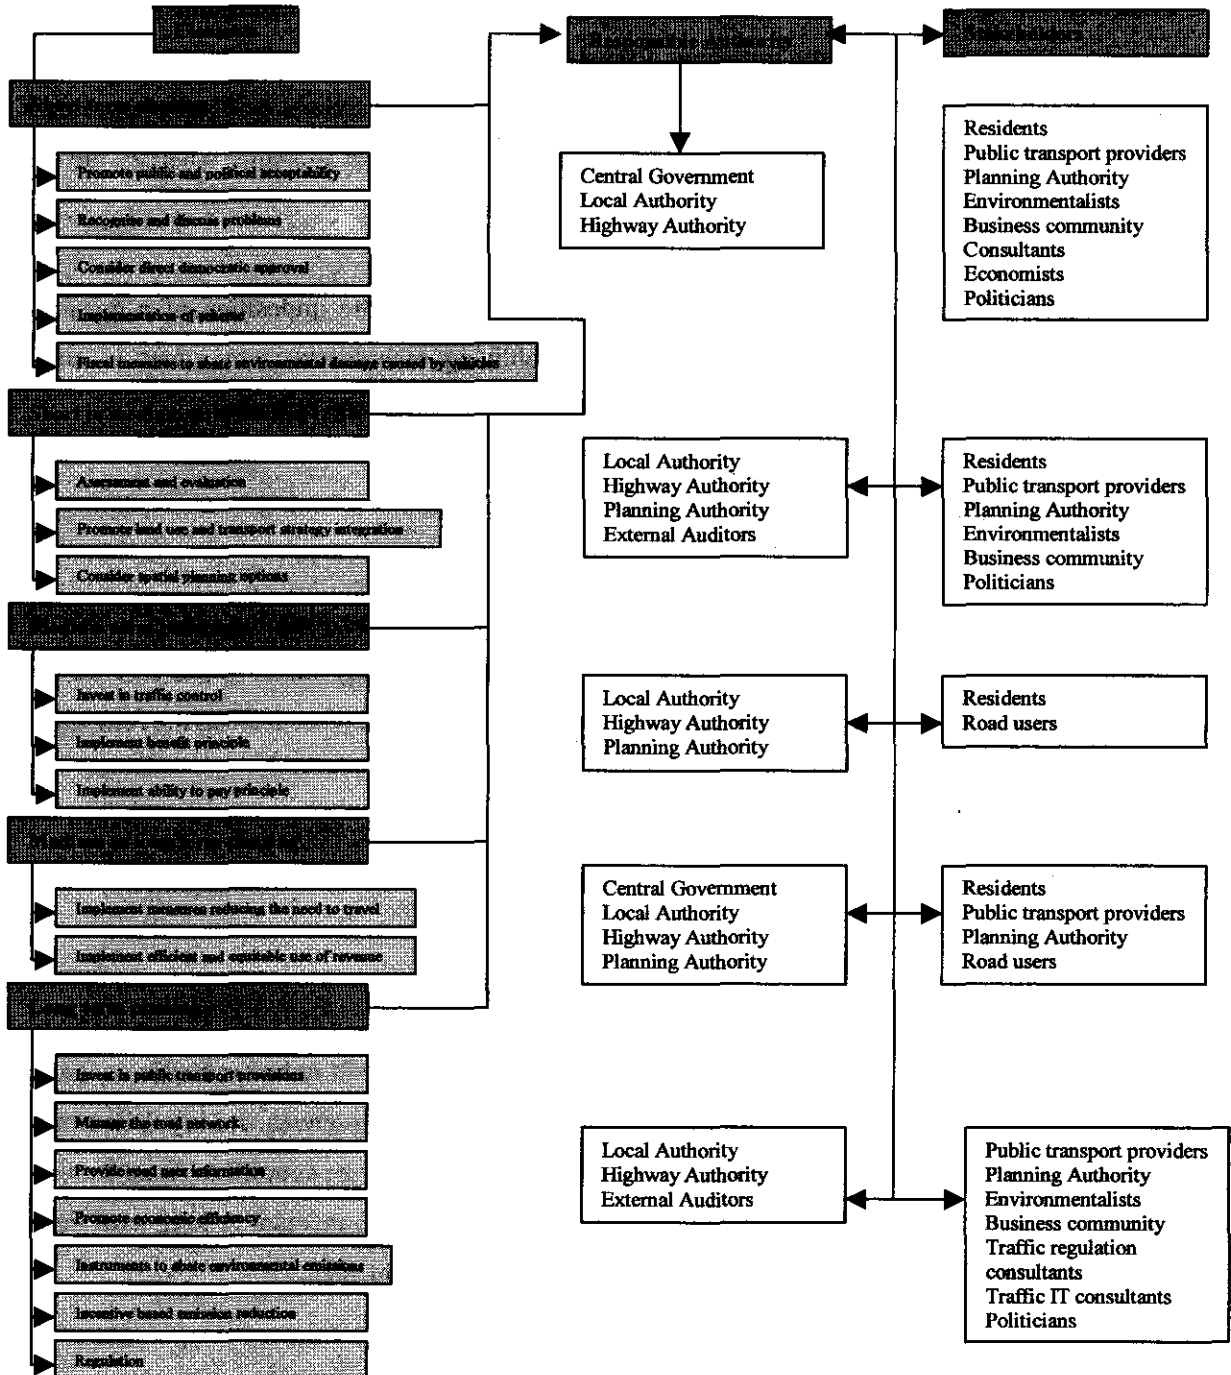 Responsible Authority
Stakeholders
Promote public and political acceptability
Recognise and discuss problems
Consider direct democratic approval
Implementation of scheme
Fiscal measures to abate environmental damage caused by vehicles
Central Government
Local Authority
Highway Authority
Residents
Public transport providers
Planning Authority
Environmentalists
Business community
Consultants
Economists
Politicians
Assessment and evaluation
Promote land use and transport strategy integration
Consider spatial planning options
Local Authority
Highway Authority
Planning Authority
External Auditors
Residents
Public transport providers
Planning Authority
Environmentalists
Business community
Politicians
Invest in traffic control
Implement benefit principle
Implement ability to pay principle
Local Authority
Highway Authority
Planning Authority
Residents
Road users
Implement measures reducing the need to travel
Implement efficient and equitable use of revenue
Central Government
Local Authority
Highway Authority
Planning Authority
Residents
Public transport providers
Planning Authority
Road users
Invest in public transport provisions
Manage the road network
Provide road user information
Promote economic efficiency
Instruments to abate environmental emissions
Incentive based emission reduction
Regulation
Local Authority
Highway Authority
External Auditors
Public transport providers
Planning Authority
Environmentalists
Business community
Traffic regulation
consultants
Traffic IT consultants
Politicians